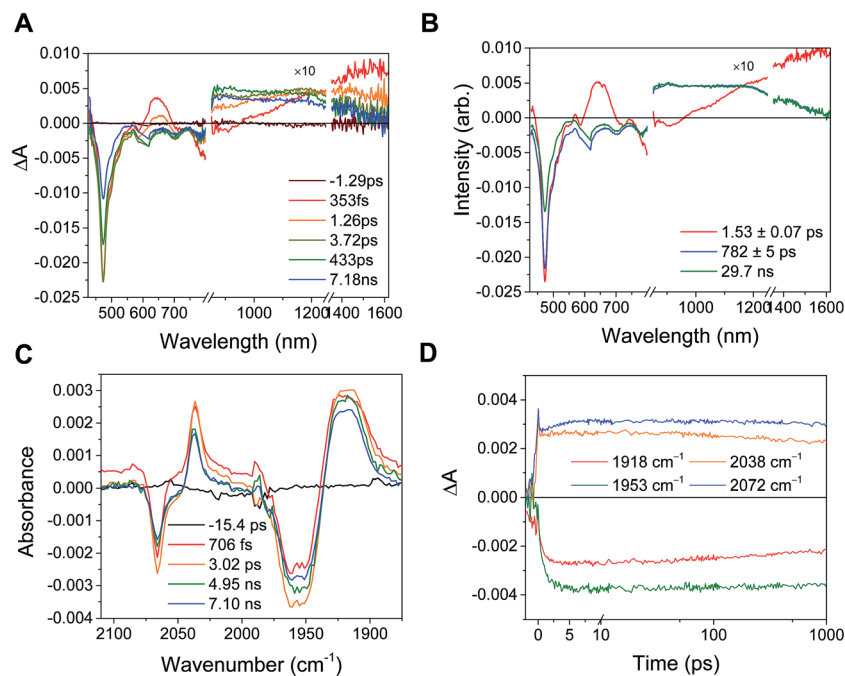 A
0.010
0.005
0.000
-0.005
-0.010
-0.015
-0.020
-0.025
ΔA
×10
-1.29ps
353fs
1.26ps
3.72ps
433ps
7.18ns
500 600 700 1000 1200 1400 1600
Wavelength (nm)
B
0.010
0.005
0.000
-0.005
-0.010
-0.015
-0.020
-0.025
Intensity (arb.)
×10
1.53 ± 0.07 ps
782 ± 5 ps
29.7 ns
500 600 700 1000 1200 1400 1600
Wavelength (nm)
C
0.003
0.002
0.001
0.000
-0.001
-0.002
-0.003
-0.004
Absorbance
-15.4 ps
706 fs
3.02 ps
4.95 ns
7.10 ns
2100 2050 2000 1950 1900
Wavenumber (cm⁻¹)
D
0.004
0.002
0.000
-0.002
-0.004
ΔA
1918 cm⁻¹ 2038 cm⁻¹
1953 cm⁻¹ 2072 cm⁻¹
0 5 10 100 1000
Time (ps)